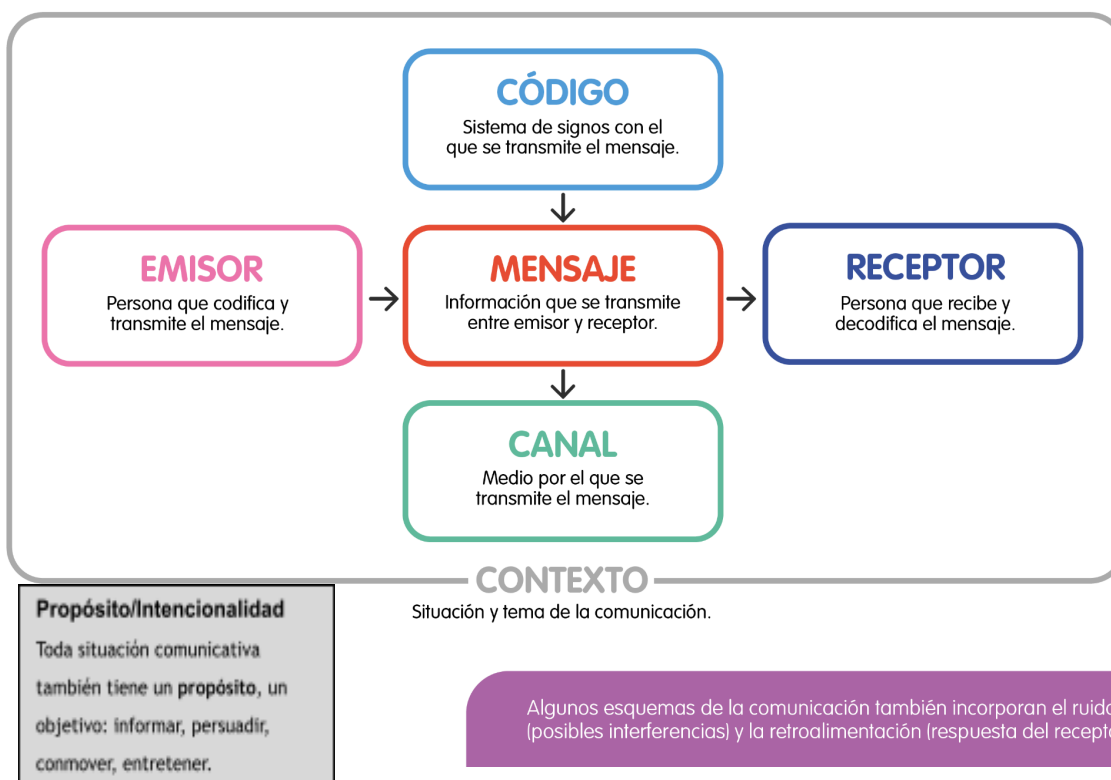 CÓDIGO
Sistema de signos con el
que se transmite el mensaje.
EMISOR
Persona que codifica y
transmite el mensaje.
MENSAJE
Información que se transmite
entre emisor y receptor.
RECEPTOR
Persona que recibe y
decodifica el mensaje.
CANAL
Medio por el que se
transmite el mensaje.
CONTEXTO
Situación y tema de la comunicación.
Propósito/Intencionalidad
Toda situación comunicativa
también tiene un propósito, un
objetivo: informar, persuadir,
conmover, entretener.
Algunos esquemas de la comunicación también incorporan el ruido
(posibles interferencias) y la retroalimentación (respuesta del recepto